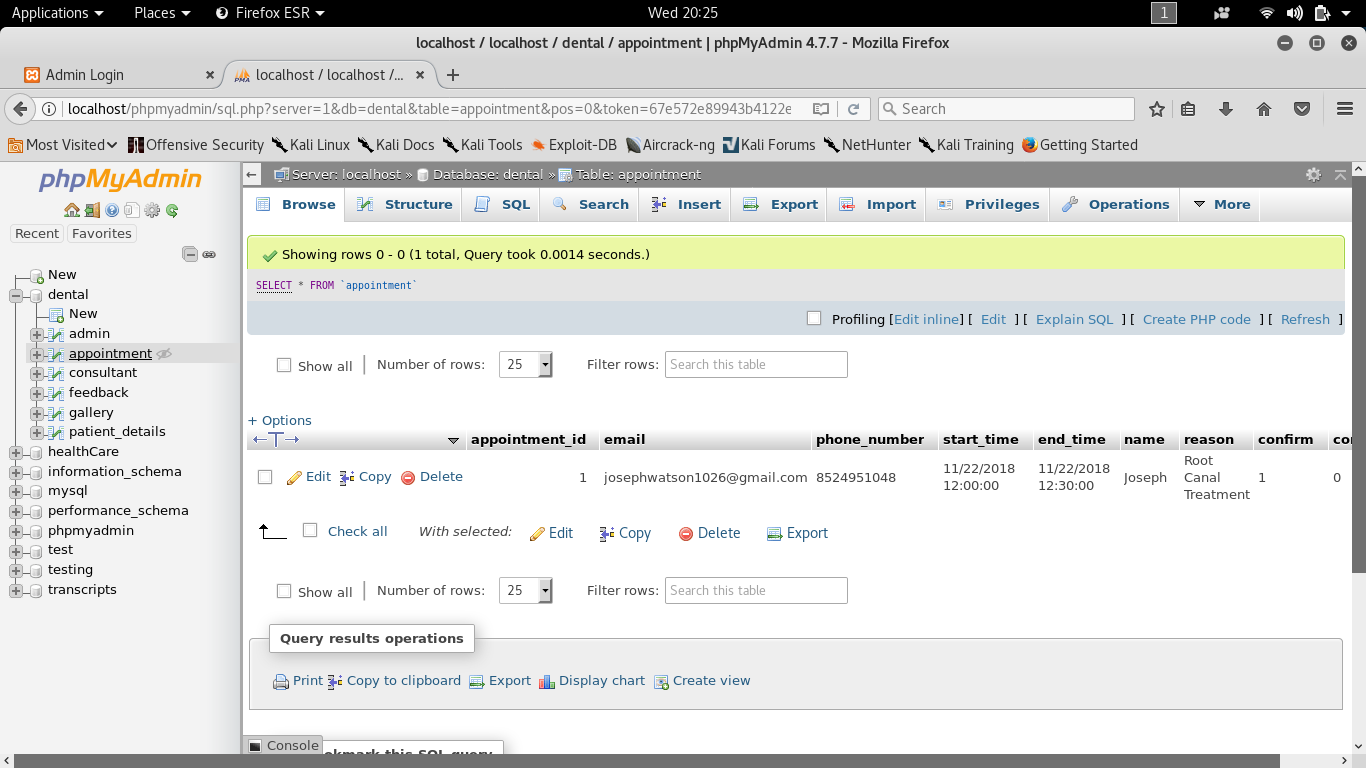 Applications Places Firefox ESR Wed 20:25 1
localhost / localhost / dental / appointment | phpMyAdmin 4.7.7 - Mozilla Firefox
Admin Login × localhost / localhost /... × +
localhost/phpmyadmin/sql.php?server=1&db=dental&table=appointment&pos=0&token=67e572e89943b4122e Search
Most Visited Offensive Security Kali Linux Kali Docs Kali Tools Exploit-DB Aircrack-ng Kali Forums NetHunter Kali Training Getting Started
phpMyAdmin
Recent Favorites
New
dental
New
admin
appointment
consultant
feedback
gallery
patient_details
healthCare
information_schema
mysql
performance_schema
phpmyadmin
test
testing
transcripts
Server: localhost » Database: dental » Table: appointment
Browse Structure SQL Search Insert Export Import Privileges Operations More
Showing rows 0 - 0 (1 total, Query took 0.0014 seconds.)
SELECT * FROM `appointment`
Profiling [Edit inline] [ Edit ] [ Explain SQL ] [ Create PHP code ] [ Refresh ]
Show all Number of rows: 25 Filter rows: Search this table
+ Options
appointment_id email phone_number start_time end_time name reason confirm
Edit Copy Delete 1 josephwatson1026@gmail.com 8524951048 11/22/2018 12:00:00 11/22/2018 12:30:00 Joseph Root Canal Treatment 1 0
Check all With selected: Edit Copy Delete Export
Show all Number of rows: 25 Filter rows: Search this table
Query results operations
Print Copy to clipboard Export Display chart Create view
Console
this SQL query